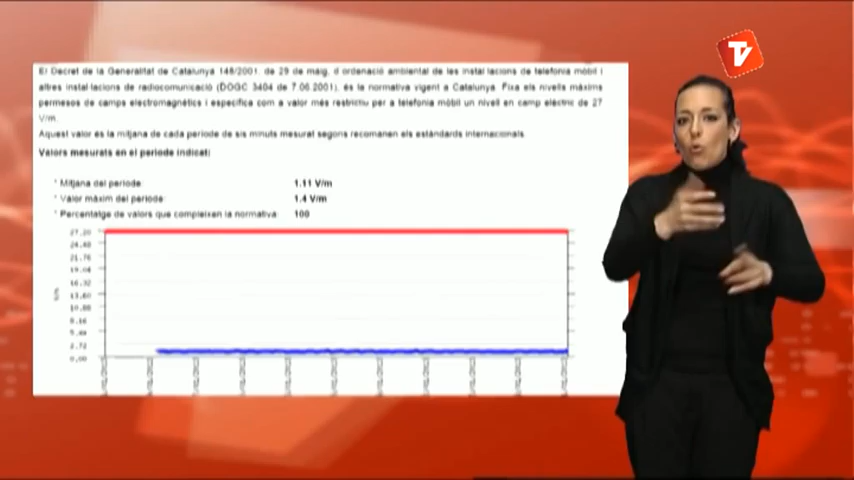 TV
El Decret de la Generalitat de Catalunya 148/2001, de 29 de maig, d'ordenació ambiental de les instal·lacions de telefonia mòbil i
altres instal·lacions de radiocomunicació (DOGC 3404 de 7.06.2001), és la normativa vigent a Catalunya. Fixa els nivells màxims
permesos de camps electromagnètics i especifica com a valor més restrictiu per a telefonia mòbil un nivell en camp elèctric de 27
V/m.
Aquest valor és la mitjana de cada període de sis minuts mesurat segons recomanen els estàndards internacionals.
Valors mesurats en el període indicat:
* Mitjana del període: 1.11 V/m
* Valor màxim del període: 1.4 V/m
* Percentatge de valors que compleixen la normativa: 100
27,20
24,48
21,76
19,04
16,32
13,60
10,88
8,16
5,44
2,72
0,00